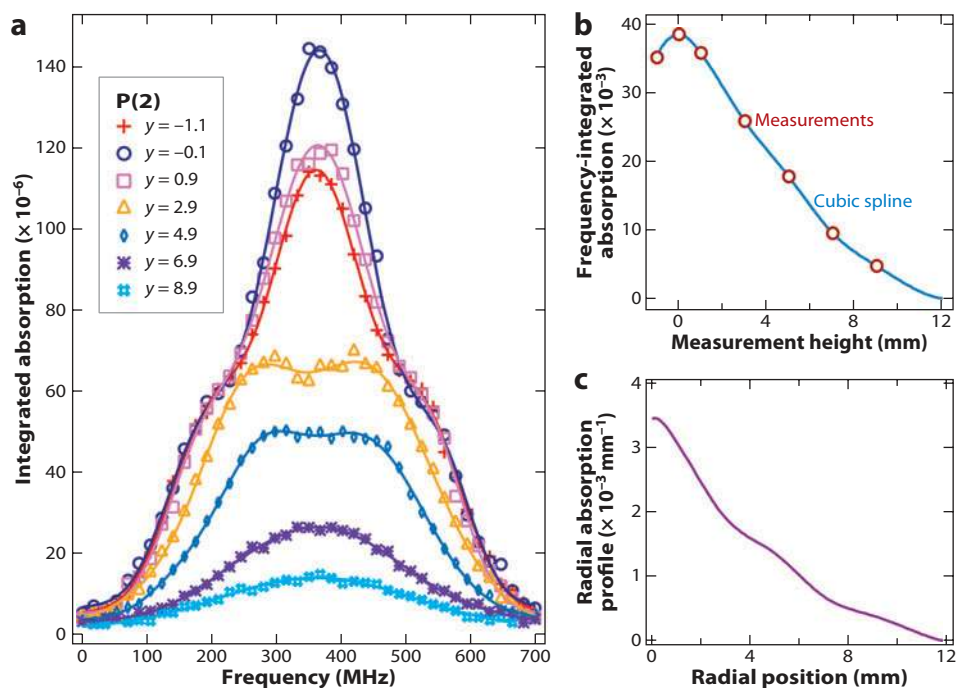 a
Integrated absorption (× 10⁻⁶)
140
120
100
80
60
40
20
0
P(2)
y = –1.1
y = –0.1
y = 0.9
y = 2.9
y = 4.9
y = 6.9
y = 8.9
0 100 200 300 400 500 600 700
Frequency (MHz)
b
Frequency-integrated
absorption (× 10⁻³)
40
30
20
10
0
Measurements
Cubic spline
0 4 8 12
Measurement height (mm)
c
Radial absorption
profile (× 10⁻³ mm⁻¹)
4
3
2
1
0
0 2 4 6 8 10 12
Radial position (mm)